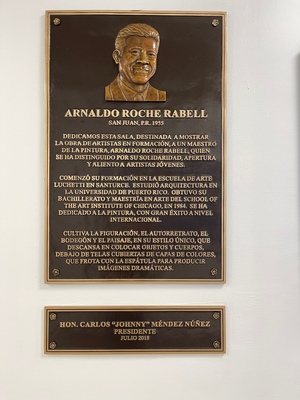 ARNALDO ROCHE RABELL
SAN JUAN, P.R. 1955
DEDICAMOS ESTA SALA, DESTINADA A MOSTRAR
LA OBRA DE ARTISTAS EN FORMACIÓN, A UN MAESTRO
DE LA PINTURA, ARNALDO ROCHE RABELL, QUIEN
SE HA DISTINGUIDO POR SU SOLIDARIDAD, APERTURA
Y ALIENTO A ARTISTAS JÓVENES.
COMENZÓ SU FORMACIÓN EN LA ESCUELA DE ARTE
LUCHETTI EN SANTURCE. ESTUDIÓ ARQUITECTURA EN
LA UNIVERSIDAD DE PUERTO RICO. OBTUVO SU
BACHILLERATO Y MAESTRÍA EN ARTE DEL SCHOOL OF
THE ART INSTITUTE OF CHICAGO, EN 1984. SE HA
DEDICADO A LA PINTURA, CON GRAN ÉXITO A NIVEL
INTERNACIONAL.
CULTIVA LA FIGURACIÓN, EL AUTORRETRATO, EL
BODEGÓN Y EL PAISAJE, EN SU ESTILO ÚNICO, QUE
DESCANSA EN COLOCAR OBJETOS Y CUERPOS,
DEBAJO DE TELAS CUBIERTAS DE CAPAS DE COLORES,
QUE FROTA CON LA ESPÁTULA PARA PRODUCIR
IMÁGENES DRAMÁTICAS.
HON. CARLOS "JOHNNY" MÉNDEZ NÚÑEZ
PRESIDENTE
JULIO 2018